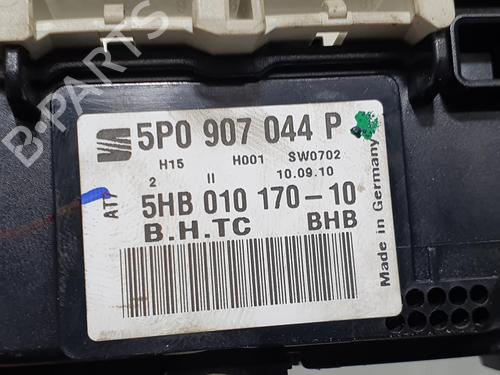 B-PARTS
5P0 907 044 P
H15 H001 SW0702
2 II 10.09.10
ATP
5HB 010 170-10
B.H.TC BHB
Made in Germany